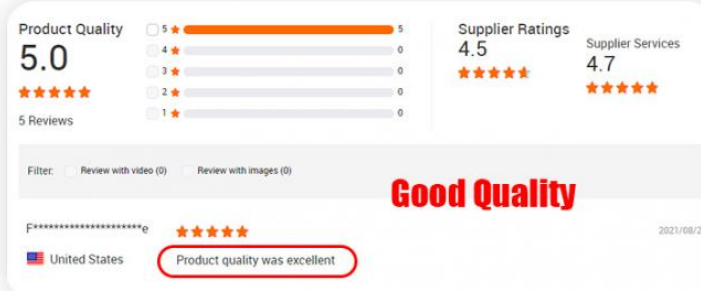 Product Quality
5.0
5 Reviews
5 5
4 0
3 0
2 0
1 0
Supplier Ratings
4.5
Supplier Services
4.7
Filter: Review with video (0) Review with images (0)
Good Quality
F*********************e
2021/08/2
United States
Product quality was excellent